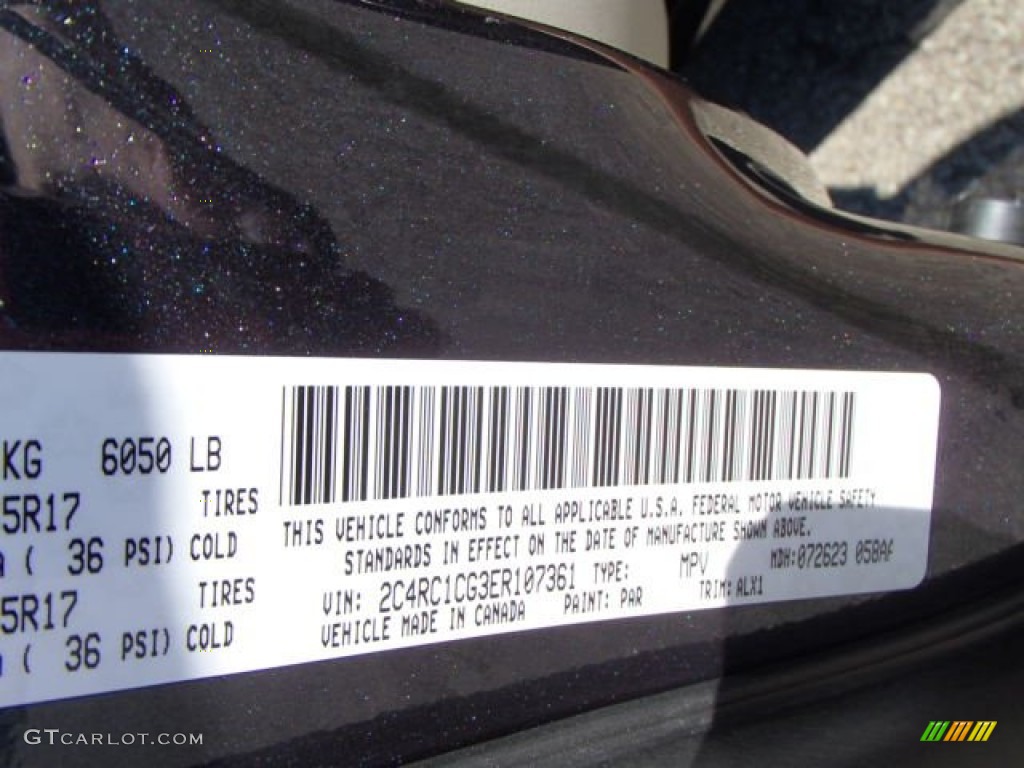 KG 6050 LB
5R17 TIRES
( 36 PSI) COLD
5R17 TIRES
( 36 PSI) COLD
THIS VEHICLE CONFORMS TO ALL APPLICABLE U.S.A. FEDERAL MOTOR VEHICLE SAFETY
STANDARDS IN EFFECT ON THE DATE OF MANUFACTURE SHOWN ABOVE.
VIN: 2C4RC1CG3ER107361 TYPE: MPV MDH:072623 058AF
VEHICLE MADE IN CANADA PAINT: PAR TRIM: ALX1
GTCARLOT.COM